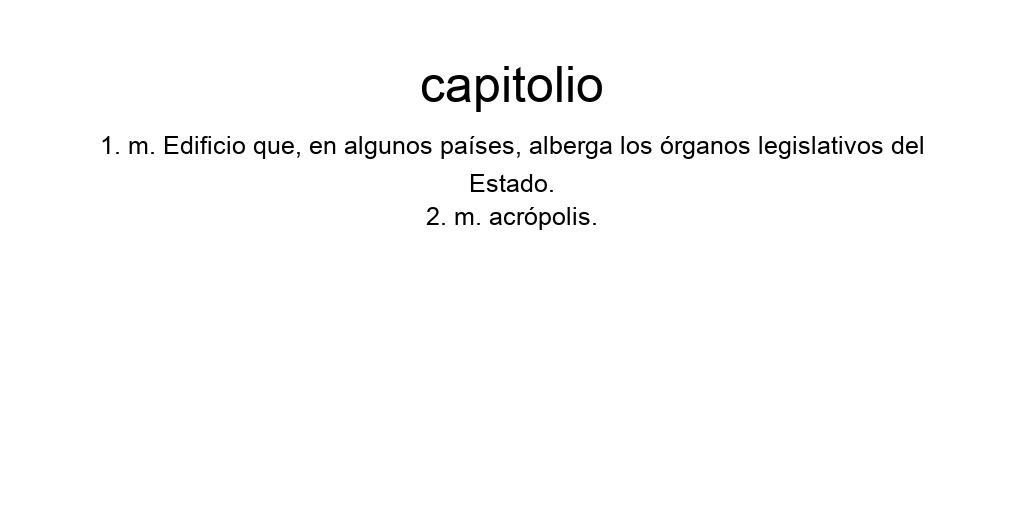 capitolio
1. m. Edificio que, en algunos países, alberga los órganos legislativos del
Estado.
2. m. acrópolis.